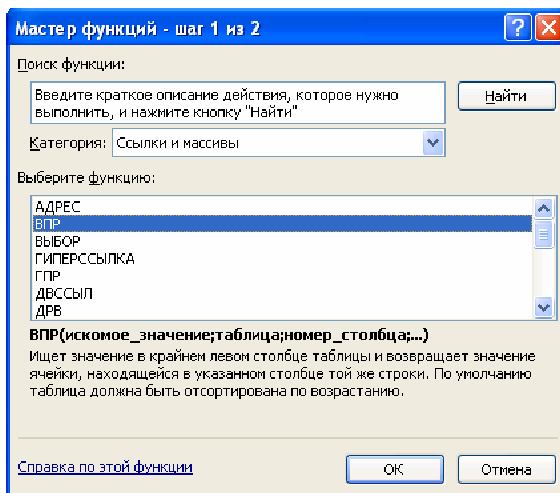 Мастер функций - шаг 1 из 2
Поиск функции:
Введите краткое описание действия, которое нужно
выполнить, и нажмите кнопку "Найти"
Найти
Категория: Ссылки и массивы
Выберите функцию:
АДРЕС
ВПР
ВЫБОР
ГИПЕРССЫЛКА
ГПР
ДВССЫЛ
ДРВ
ВПР(искомое_значение;таблица;номер_столбца;...)
Ищет значение в крайнем левом столбце таблицы и возвращает значение
ячейки, находящейся в указанном столбце той же строки. По умолчанию
таблица должна быть отсортирована по возрастанию.
Справка по этой функции
ОК
Отмена